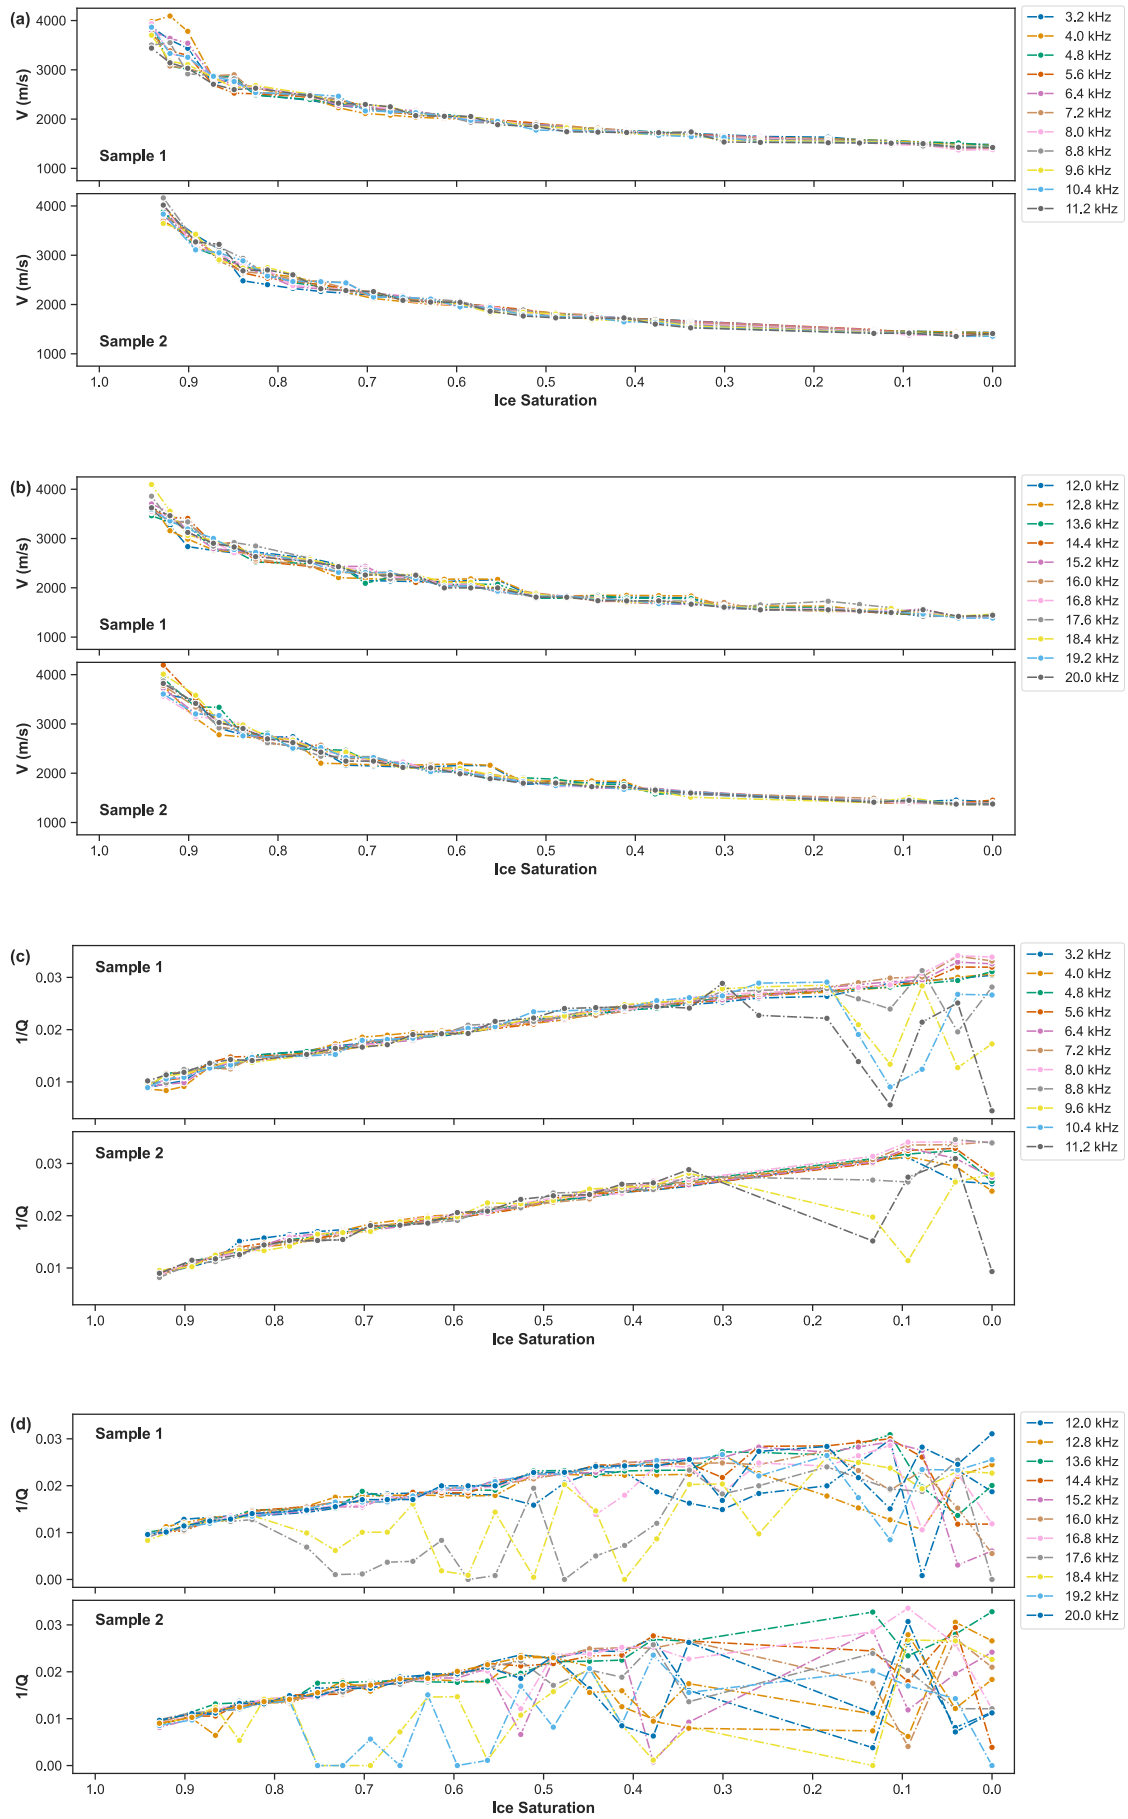 (a)
4000
3000
2000
1000
V (m/s)
Sample 1
3.2 kHz
4.0 kHz
4.8 kHz
5.6 kHz
6.4 kHz
7.2 kHz
8.0 kHz
8.8 kHz
9.6 kHz
10.4 kHz
11.2 kHz
4000
3000
2000
1000
V (m/s)
Sample 2
1.0 0.9 0.8 0.7 0.6 0.5 0.4 0.3 0.2 0.1 0.0
Ice Saturation
(b)
4000
3000
2000
1000
V (m/s)
Sample 1
12.0 kHz
12.8 kHz
13.6 kHz
14.4 kHz
15.2 kHz
16.0 kHz
16.8 kHz
17.6 kHz
18.4 kHz
19.2 kHz
20.0 kHz
4000
3000
2000
1000
V (m/s)
Sample 2
1.0 0.9 0.8 0.7 0.6 0.5 0.4 0.3 0.2 0.1 0.0
Ice Saturation
(c)
Sample 1
0.03
0.02
0.01
1/Q
3.2 kHz
4.0 kHz
4.8 kHz
5.6 kHz
6.4 kHz
7.2 kHz
8.0 kHz
8.8 kHz
9.6 kHz
10.4 kHz
11.2 kHz
Sample 2
0.03
0.02
0.01
1/Q
1.0 0.9 0.8 0.7 0.6 0.5 0.4 0.3 0.2 0.1 0.0
Ice Saturation
(d)
Sample 1
0.03
0.02
0.01
0.00
1/Q
12.0 kHz
12.8 kHz
13.6 kHz
14.4 kHz
15.2 kHz
16.0 kHz
16.8 kHz
17.6 kHz
18.4 kHz
19.2 kHz
20.0 kHz
Sample 2
0.03
0.02
0.01
0.00
1/Q
1.0 0.9 0.8 0.7 0.6 0.5 0.4 0.3 0.2 0.1 0.0
Ice Saturation